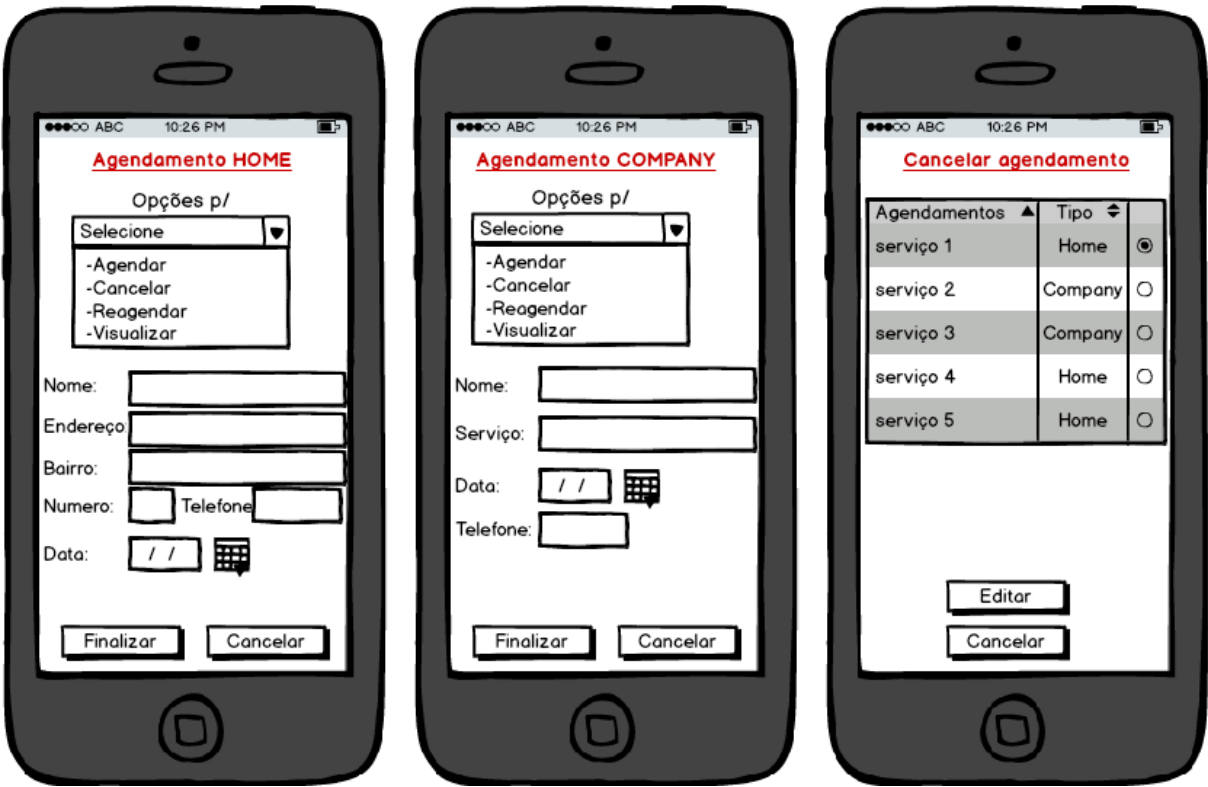 ABC 10:26 PM
Agendamento HOME
Opções p/
Selecione
-Agendar
-Cancelar
-Reagendar
-Visualizar
Nome:
Endereço
Bairro:
Numero: Telefone
Data: / /
Finalizar Cancelar
ABC 10:26 PM
Agendamento COMPANY
Opções p/
Selecione
-Agendar
-Cancelar
-Reagendar
-Visualizar
Nome:
Serviço:
Data: / /
Telefone:
Finalizar Cancelar
ABC 10:26 PM
Cancelar agendamento
Agendamentos Tipo
serviço 1 Home
serviço 2 Company
serviço 3 Company
serviço 4 Home
serviço 5 Home
Editar
Cancelar